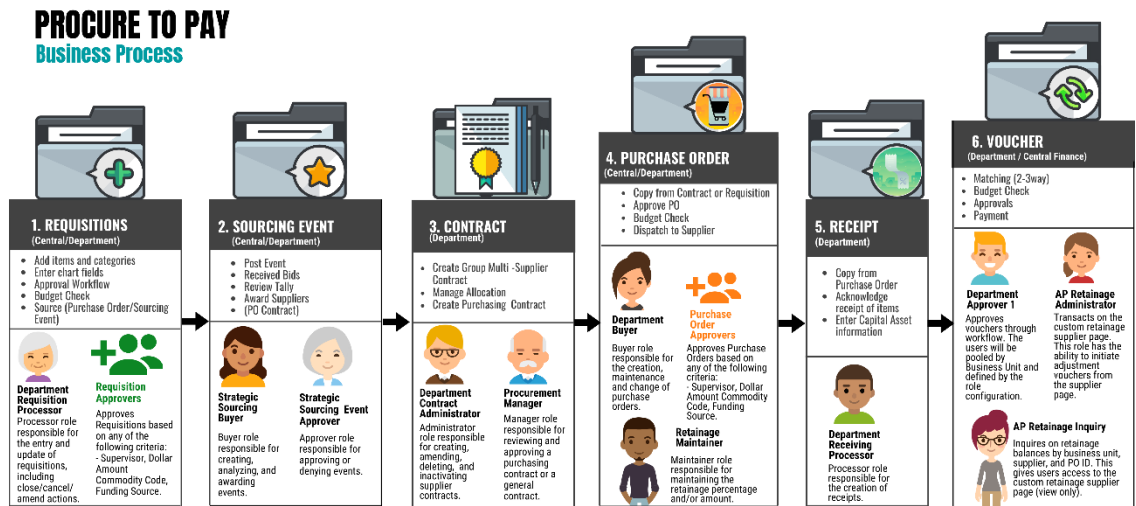 PROCURE TO PAY
Business Process
1. REQUISITIONS
(Central/Department)
• Add items and categories
• Enter chart fields
• Approval Workflow
• Budget Check
• Source (Purchase Order/Sourcing
Event)
Department
Requisition
Processor
Processor role
responsible for
the entry and
update of
requisitions,
including
close/cancel/
amend actions.
Requisition
Approvers
Approves
Requisitions based
on any of the
following criteria:
- Supervisor, Dollar
Amount
Commodity Code,
Funding Source.
2. SOURCING EVENT
(Central/Department)
• Post Event
• Received Bids
• Review Tally
• Award Suppliers
• (PO Contract)
Strategic
Sourcing
Buyer
Buyer role
responsible for
creating,
analyzing, and
awarding
events.
Strategic
Sourcing Event
Approver
Approver role
responsible for
approving or
denying events.
3. CONTRACT
(Department)
• Create Group Multi -Supplier
Contract
• Manage Allocation
• Create Purchasing Contract
Department
Contract
Administrator
Administrator
role responsible
for creating,
amending,
deleting, and
inactivating
supplier
contracts.
Procurement
Manager
Manager role
responsible for
reviewing and
approving a
purchasing
contract or a
general
contract.
4. PURCHASE ORDER
(Central/Department)
• Copy from Contract or Requisition
• Approve PO
• Budget Check
• Dispatch to Supplier
Department
Buyer
Buyer role
responsible for
the creation,
maintenance
and change of
purchase
orders.
Purchase
Order
Approvers
Approves Purchase
Orders based on
any of the following
criteria:
- Supervisor, Dollar
Amount Commodity
Code, Funding
Source.
Retainage
Maintainer
Maintainer role
responsible for
maintaining the
retainage percentage
and/or amount.
5. RECEIPT
(Department)
• Copy from
Purchase Order
• Acknowledge
receipt of items
• Enter Capital Asset
information
Department
Receiving
Processor
Processor role
responsible for
the creation of
receipts.
6. VOUCHER
(Department / Central Finance)
• Matching (2-3way)
• Budget Check
• Approvals
• Payment
Department
Approver 1
Approves
vouchers through
workflow. The
users will be
pooled by
Business Unit and
defined by the
role
configuration.
AP Retainage
Admnistrator
Transacts on the
custom retainage
supplier page.
This role has the
ability to initiate
adjustment
vouchers from
the supplier
page.
AP Retainage Inquiry
Inquires on retainage
balances by business unit,
supplier, and PO ID. This
gives users access to the
custom retainage supplier
page (view only).